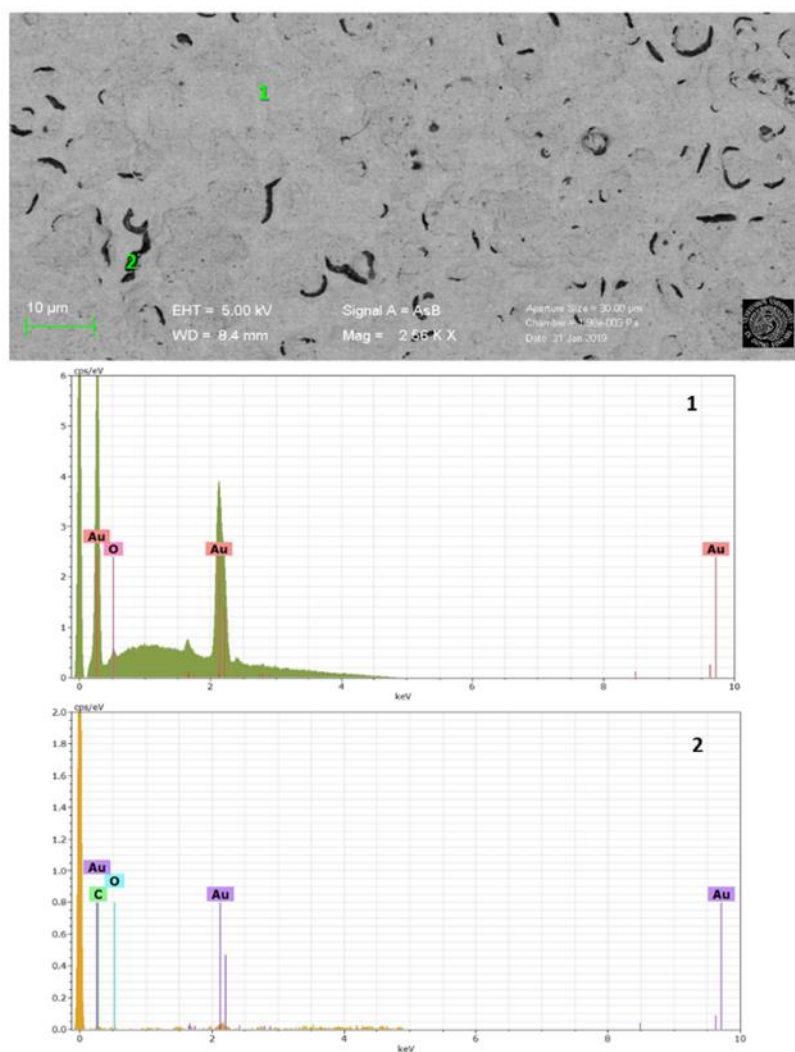 1
2
10 µm
EHT = 5.00 kV
Signal A = AsB
Aperture Size = 30.00 µm
WD = 8.4 mm
Mag = 2.56 K X
Date :31 Jan 2019
cps/eV
1
6
5
4
3
2
1
0
Au
O
Au
Au
0 2 4 6 8 10
keV
cps/eV
2
2.0
1.8
1.6
1.4
1.2
1.0
0.8
0.6
0.4
0.2
0.0
Au
O
C
Au
Au
0 2 4 6 8 10
keV